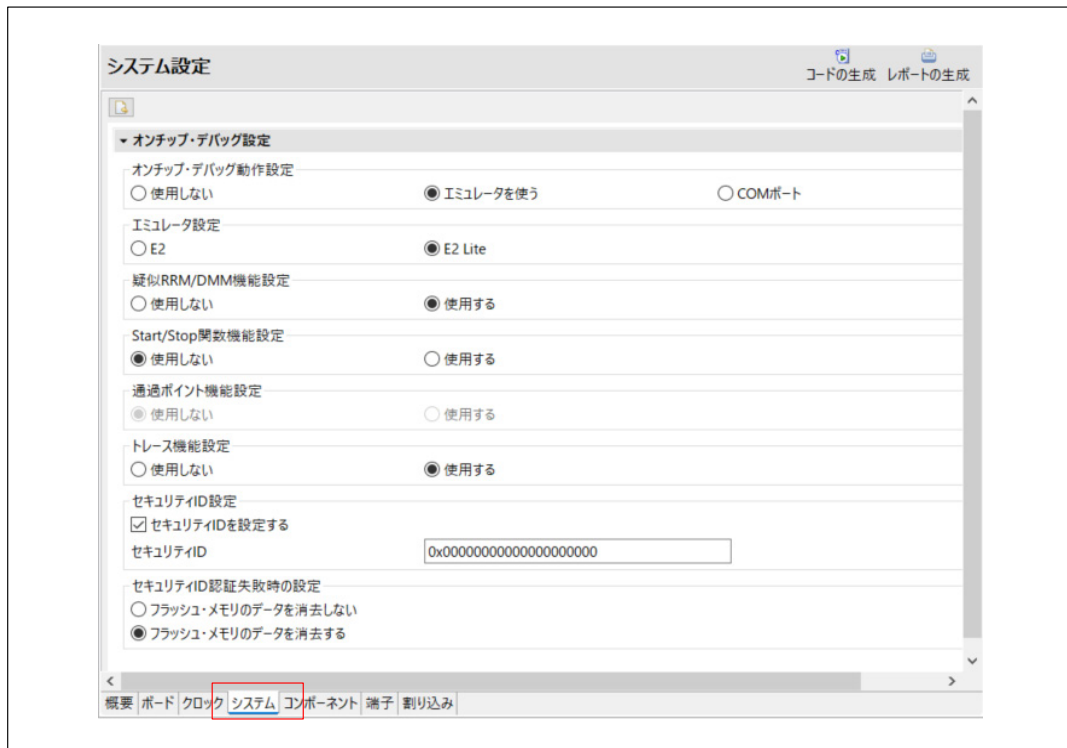 システム設定
コードの生成 レポートの生成
オンチップ・デバッグ設定
オンチップ・デバッグ動作設定
使用しない エミュレータを使う COMポート
エミュレータ設定
E2 E2 Lite
疑似RRM/DMM機能設定
使用しない 使用する
Start/Stop関数機能設定
使用しない 使用する
通過ポイント機能設定
使用しない 使用する
トレース機能設定
使用しない 使用する
セキュリティID設定
セキュリティIDを設定する
セキュリティID 0x00000000000000000000
セキュリティID認証失敗時の設定
フラッシュ・メモリのデータを消去しない
フラッシュ・メモリのデータを消去する
概要 ボード クロック システム コンポーネント 端子 割り込み